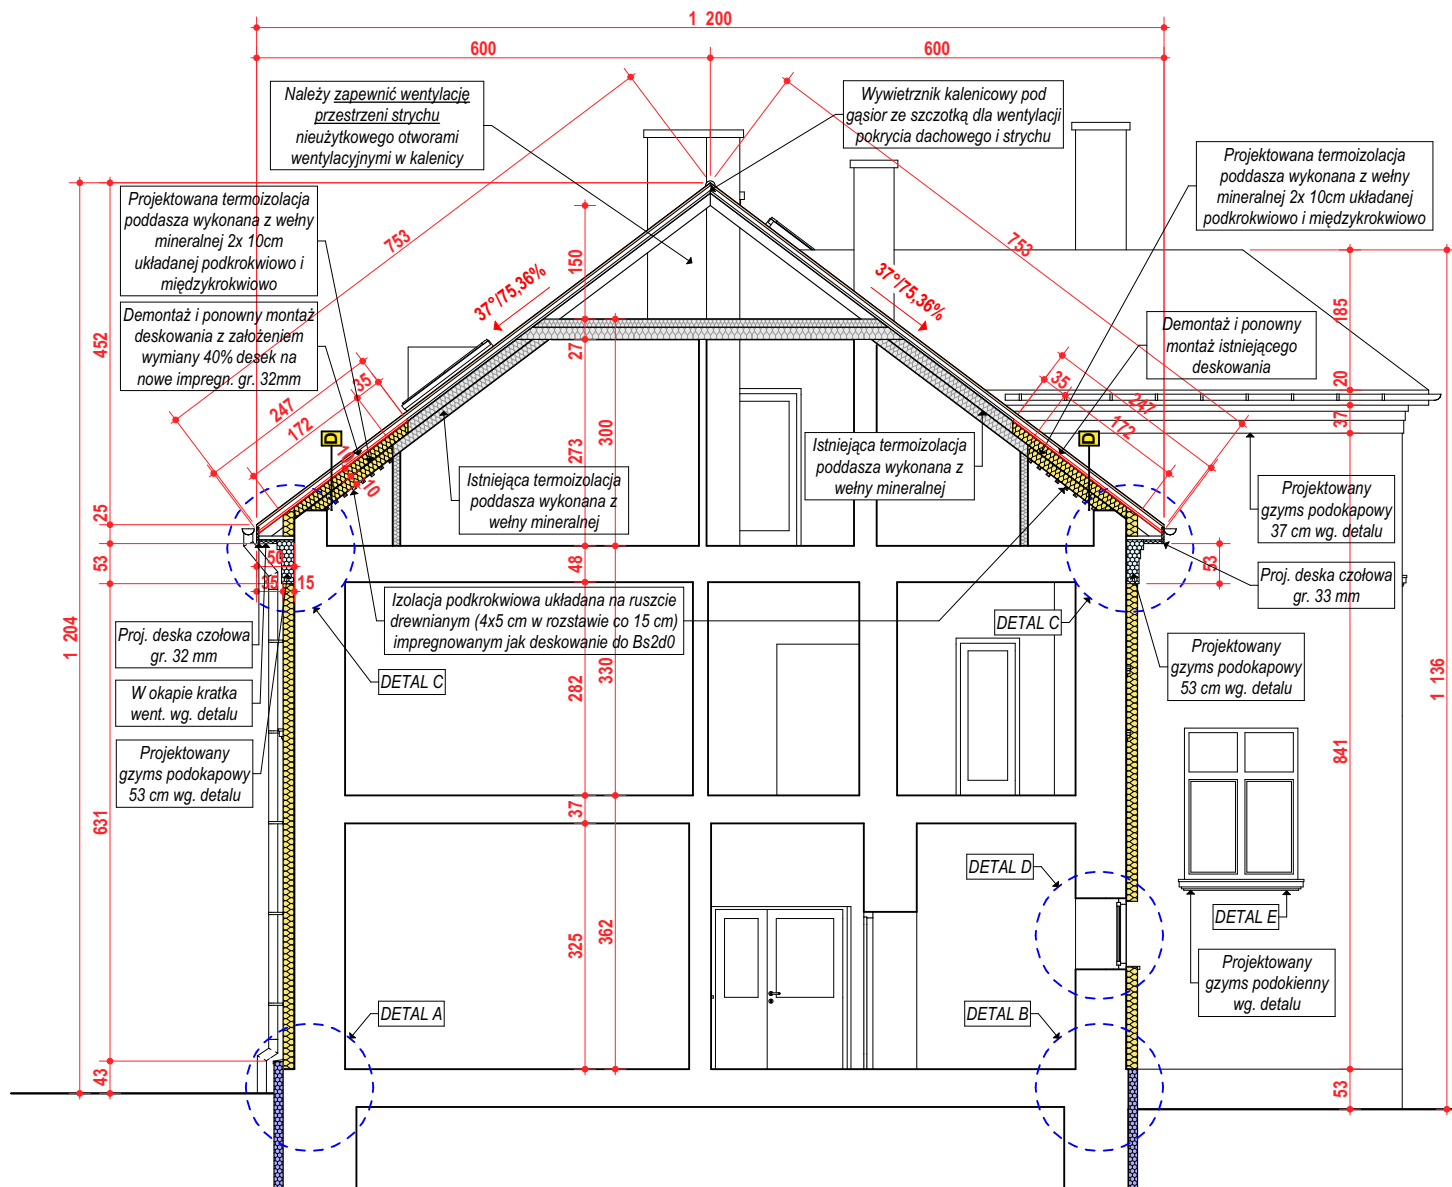 1 200
600
600
Należy zapewnić wentylację
przestrzeni strychu
nieużytkowego otworami
wentylacyjnymi w kalenicy
Wywietrznik kalenicowy pod
gąsior ze szczotką dla wentylacji
pokrycia dachowego i strychu
Projektowana termoizolacja
poddasza wykonana z wełny
mineralnej 2x 10cm układanej
podkrokwiowo i międzykrokwiowo
Projektowana termoizolacja
poddasza wykonana z wełny
mineralnej 2x 10cm
układanej podkrokwiowo i
międzykrokwiowo
753
753
150
37°/75,36%
37°/75,36%
185
452
Demontaż i ponowny montaż
deskowania z założeniem
wymiany 40% desek na
nowe impregn. gr. 32mm
Demontaż i ponowny
montaż istniejącego
deskowania
27
20
37
35
247
172
35
247
172
D
D
10
10
273
300
Istniejąca termoizolacja
poddasza wykonana z
wełny mineralnej
Istniejąca termoizolacja
poddasza wykonana z
wełny mineralnej
Projektowany
gzyms podokapowy
37 cm wg. detalu
25
53
50
35
15
48
53
Proj. deska czołowa
gr. 33 mm
Izolacja podkrokwiowa układana na ruszcie
drewnianym (4x5 cm w rozstawie co 15 cm)
impregnowanym jak deskowanie do Bs2d0
DETAL C
DETAL C
Proj. deska czołowa
gr. 32 mm
W okapie kratka
went. wg. detalu
Projektowany
gzyms podokapowy
53 cm wg. detalu
Projektowany
gzyms podokapowy
53 cm wg. detalu
1 204
1 136
282
330
841
631
37
DETAL D
DETAL E
325
362
Projektowany
gzyms podokienny
wg. detalu
DETAL A
DETAL B
43
53